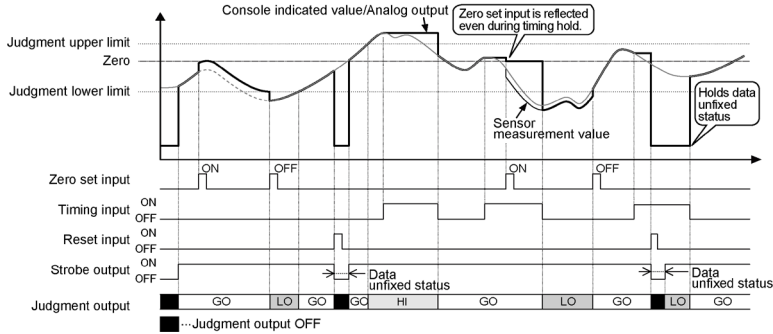 Console indicated value/Analog output
Zero set input is reflected
even during timing hold.
Judgment upper limit
Zero
Judgment lower limit
Holds data
unfixed
status
Sensor
measurement value
Zero set input
ON
OFF
ON
OFF
Timing input
ON
OFF
Reset input
ON
OFF
Strobe output
ON
OFF
Data
unfixed status
Data
unfixed status
Judgment output
GO
LO
GO
GO
HI
GO
LO
GO
LO
GO
···Judgment output OFF